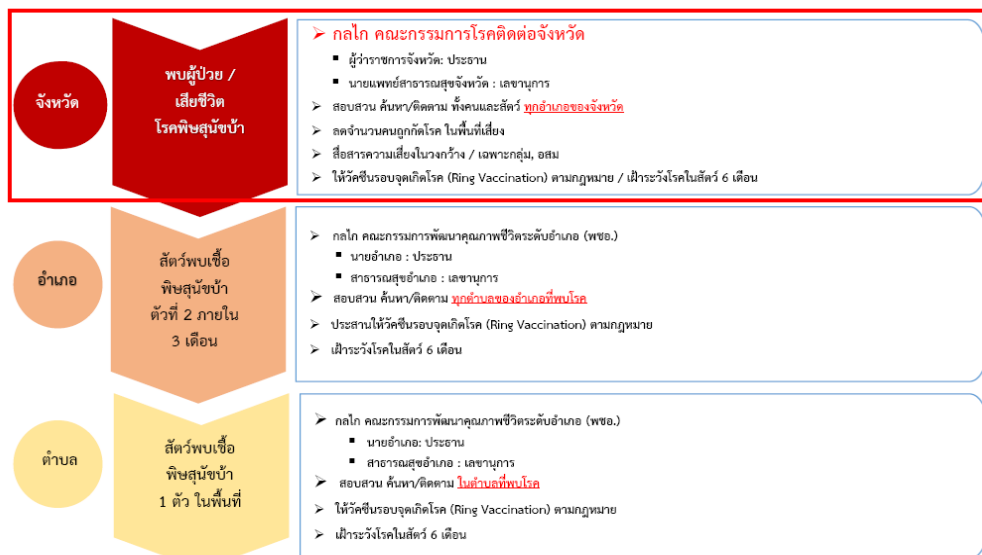 จังหวัด
พบผู้ป่วย /
เสียชีวิต
โรคพิษสุนัขบ้า
➢ กลไก คณะกรรมการโรคติดต่อจังหวัด
▪ ผู้ว่าราชการจังหวัด: ประธาน
▪ นายแพทย์สาธารณสุขจังหวัด : เลขานุการ
➢ สอบสวน ค้นหา/ติดตาม ทั้งคนและสัตว์ ทุกอำเภอของจังหวัด
➢ ลดจำนวนคนถูกกัดโรค ในพื้นที่เสี่ยง
➢ สื่อสารความเสี่ยงในวงกว้าง / เฉพาะกลุ่ม, อสม
➢ ให้วัคซีนรอบจุดเกิดโรค (Ring Vaccination) ตามกฎหมาย / เฝ้าระวังโรคในสัตว์ 6 เดือน
อำเภอ
สัตว์พบเชื้อ
พิษสุนัขบ้า
ตัวที่ 2 ภายใน
3 เดือน
➢ กลไก คณะกรรมการพัฒนาคุณภาพชีวิตระดับอำเภอ (พชอ.)
▪ นายอำเภอ : ประธาน
▪ สาธารณสุขอำเภอ : เลขานุการ
➢ สอบสวน ค้นหา/ติดตาม ทุกตำบลของอำเภอที่พบโรค
➢ ประสานให้วัคซีนรอบจุดเกิดโรค (Ring Vaccination) ตามกฎหมาย
➢ เฝ้าระวังโรคในสัตว์ 6 เดือน
ตำบล
สัตว์พบเชื้อ
พิษสุนัขบ้า
1 ตัว ในพื้นที่
➢ กลไก คณะกรรมการพัฒนาคุณภาพชีวิตระดับอำเภอ (พชอ.)
▪ นายอำเภอ: ประธาน
▪ สาธารณสุขอำเภอ : เลขานุการ
➢ สอบสวน ค้นหา/ติดตาม ในตำบลที่พบโรค
➢ ให้วัคซีนรอบจุดเกิดโรค (Ring Vaccination) ตามกฎหมาย
➢ เฝ้าระวังโรคในสัตว์ 6 เดือน